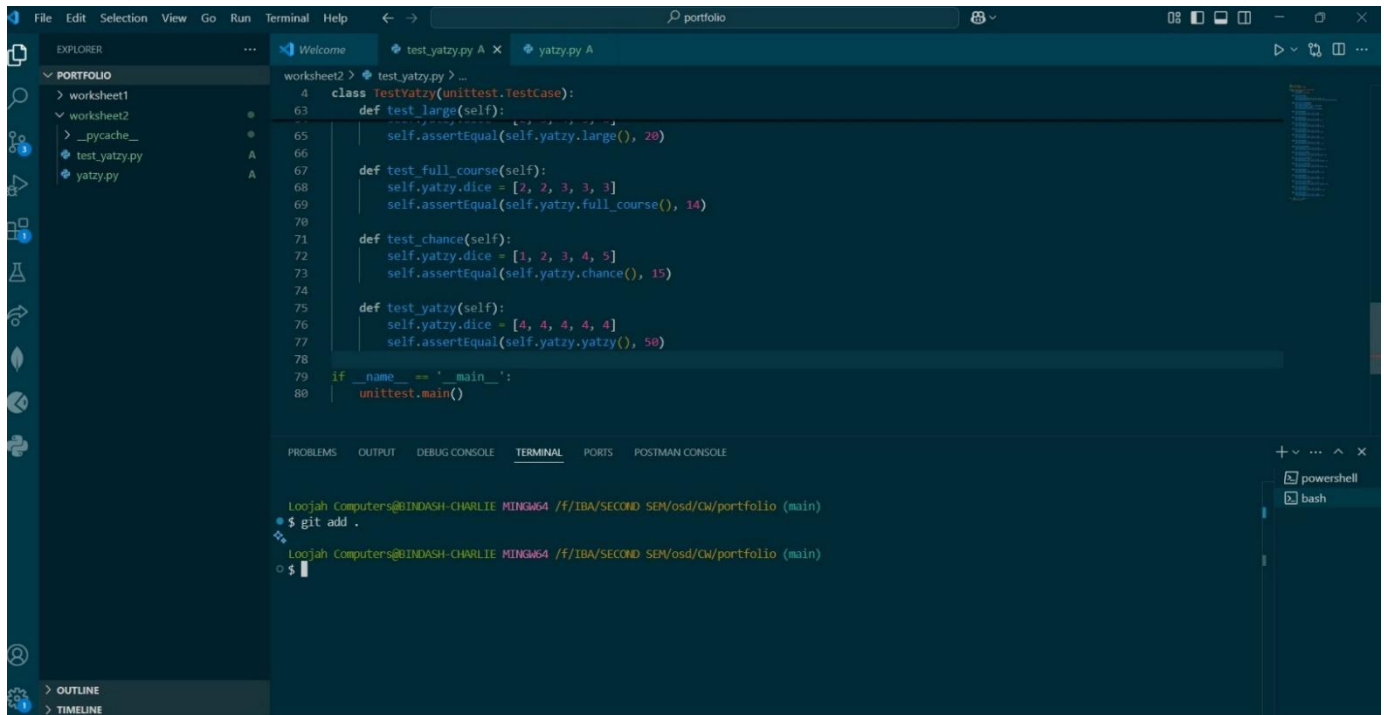 File Edit Selection View Go Run Terminal Help
portfolio
EXPLORER
PORTFOLIO
worksheet1
worksheet2
__pycache__
test_yatzy.py A
yatzy.py A
OUTLINE
TIMELINE
Welcome test_yatzy.py A yatzy.py A
worksheet2 > test_yatzy.py > ...
4 class TestYatzy(unittest.TestCase):
63 def test_large(self):
65 self.assertEqual(self.yatzy.large(), 20)
66
67 def test_full_course(self):
68 self.yatzy.dice = [2, 2, 3, 3, 3]
69 self.assertEqual(self.yatzy.full_course(), 14)
70
71 def test_chance(self):
72 self.yatzy.dice = [1, 2, 3, 4, 5]
73 self.assertEqual(self.yatzy.chance(), 15)
74
75 def test_yatzy(self):
76 self.yatzy.dice = [4, 4, 4, 4, 4]
77 self.assertEqual(self.yatzy.yatzy(), 50)
78
79 if __name__ == '__main__':
80 unittest.main()
PROBLEMS OUTPUT DEBUG CONSOLE TERMINAL PORTS POSTMAN CONSOLE
Loojah Computers@BINDASH-CHARLIE MINGW64 /f/IBA/SECOND SEM/osd/CW/portfolio (main)
$ git add .
Loojah Computers@BINDASH-CHARLIE MINGW64 /f/IBA/SECOND SEM/osd/CW/portfolio (main)
$
powershell
bash